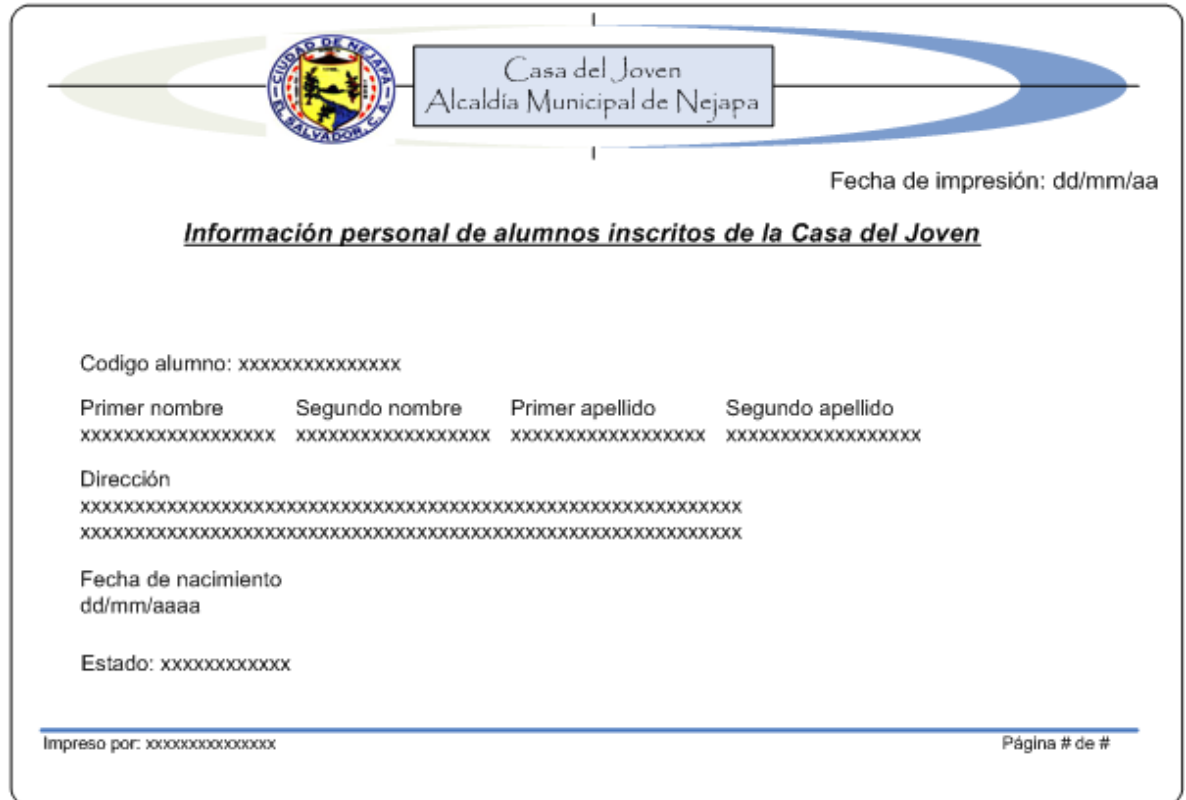 CIUDAD DE NEJAPA
EL SALVADOR, C. A.
Casa del Joven
Alcaldía Municipal de Nejapa
Fecha de impresión: dd/mm/aa
Información personal de alumnos inscritos de la Casa del Joven
Codigo alumno: xxxxxxxxxxxxxxx
Primer nombre Segundo nombre Primer apellido Segundo apellido
xxxxxxxxxxxxxxxxxx xxxxxxxxxxxxxxxxxx xxxxxxxxxxxxxxxxxx xxxxxxxxxxxxxxxxxx
Dirección
xxxxxxxxxxxxxxxxxxxxxxxxxxxxxxxxxxxxxxxxxxxxxxxxxxxxxxxxxxxxx
xxxxxxxxxxxxxxxxxxxxxxxxxxxxxxxxxxxxxxxxxxxxxxxxxxxxxxxxxxxxx
Fecha de nacimiento
dd/mm/aaaa
Estado: xxxxxxxxxxxx
Impreso por: xxxxxxxxxxxxxxx Página # de #